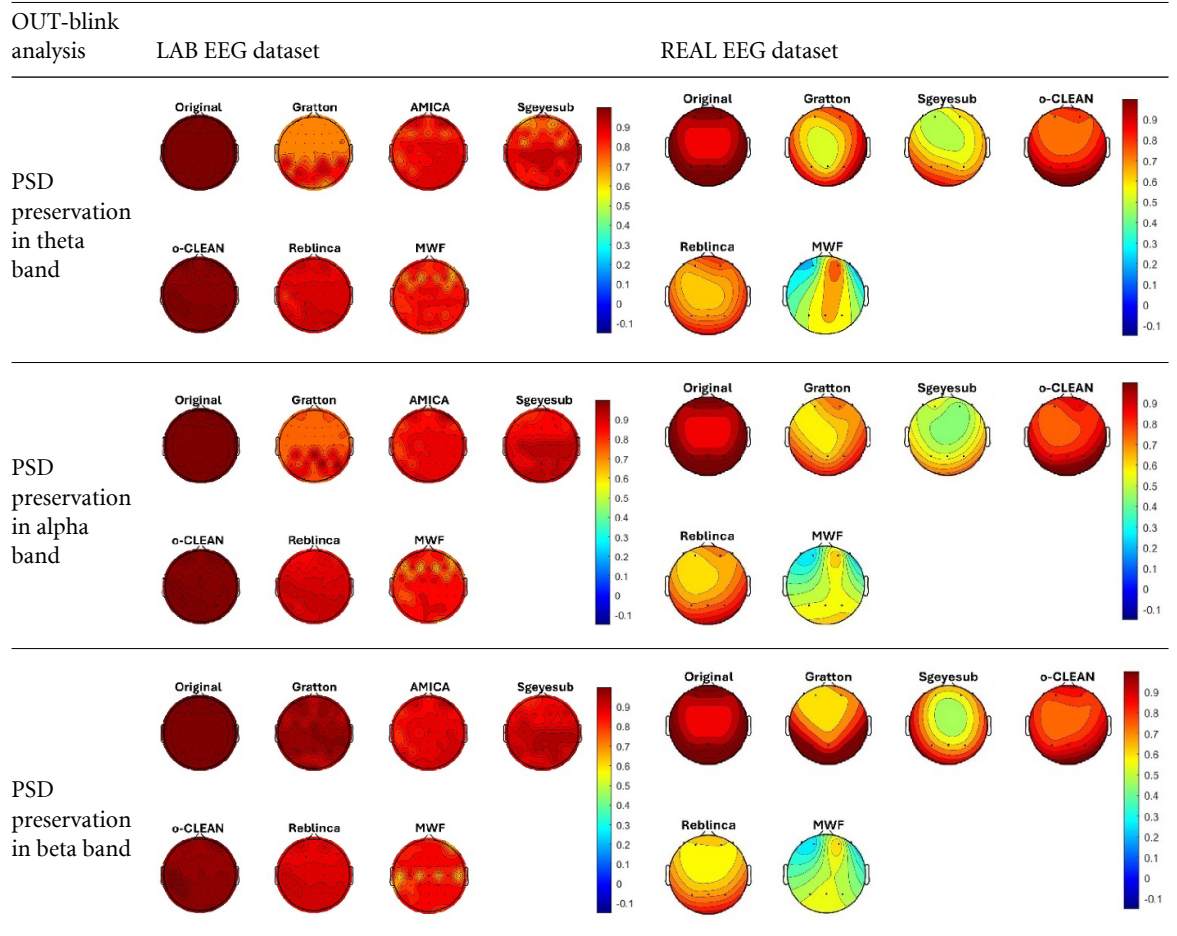 OUT-blink
analysis
LAB EEG dataset
REAL EEG dataset
PSD
preservation
in theta
band
Original
Gratton
AMICA
Sgeyesub
o-CLEAN
Reblinca
MWF
0.9
0.8
0.7
0.6
0.5
0.4
0.3
0.2
0.1
0
-0.1
Original
Gratton
Sgeyesub
o-CLEAN
Reblinca
MWF
0.9
0.8
0.7
0.6
0.5
0.4
0.3
0.2
0.1
0
-0.1
PSD
preservation
in alpha
band
Original
Gratton
AMICA
Sgeyesub
o-CLEAN
Reblinca
MWF
0.9
0.8
0.7
0.6
0.5
0.4
0.3
0.2
0.1
0
-0.1
Original
Gratton
Sgeyesub
o-CLEAN
Reblinca
MWF
0.9
0.8
0.7
0.6
0.5
0.4
0.3
0.2
0.1
0
-0.1
PSD
preservation
in beta band
Original
Gratton
AMICA
Sgeyesub
o-CLEAN
Reblinca
MWF
0.9
0.8
0.7
0.6
0.5
0.4
0.3
0.2
0.1
0
-0.1
Original
Gratton
Sgeyesub
o-CLEAN
Reblinca
MWF
0.9
0.8
0.7
0.6
0.5
0.4
0.3
0.2
0.1
0
-0.1